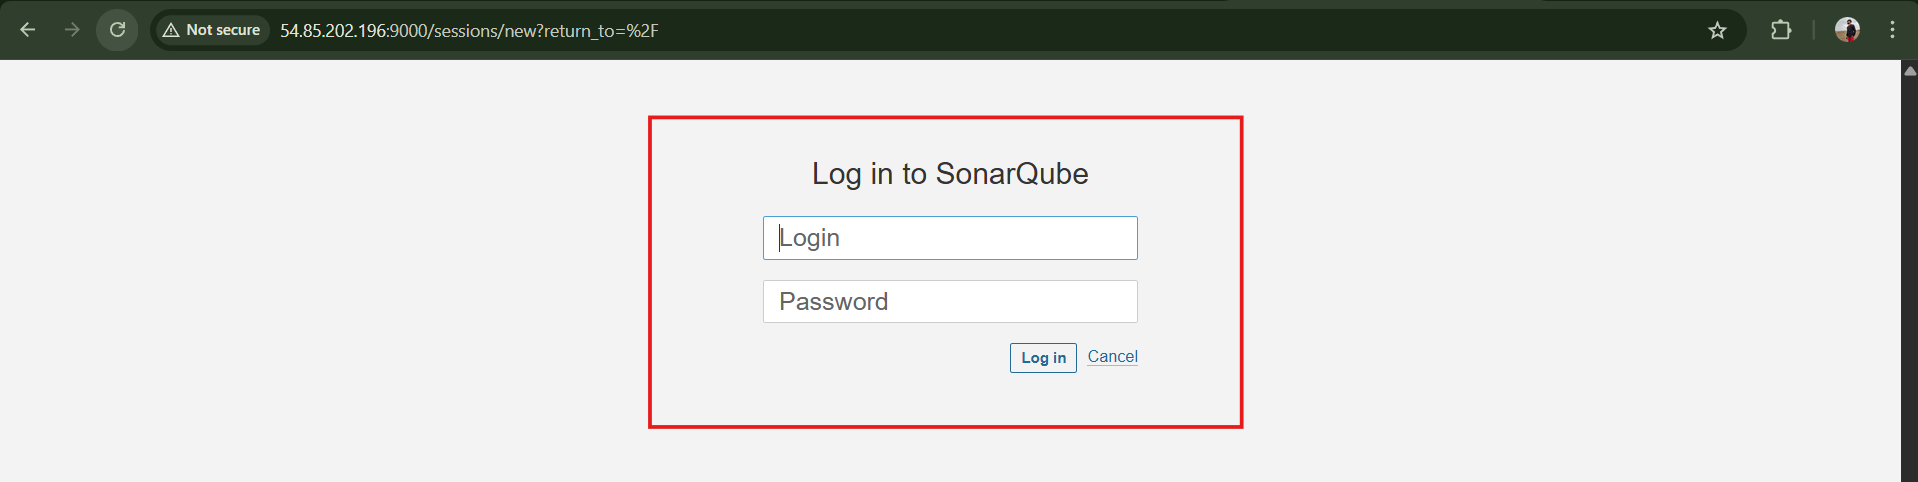 Not secure 54.85.202.196:9000/sessions/new?return_to=%2F
Log in to SonarQube
Login
Password
Log in Cancel